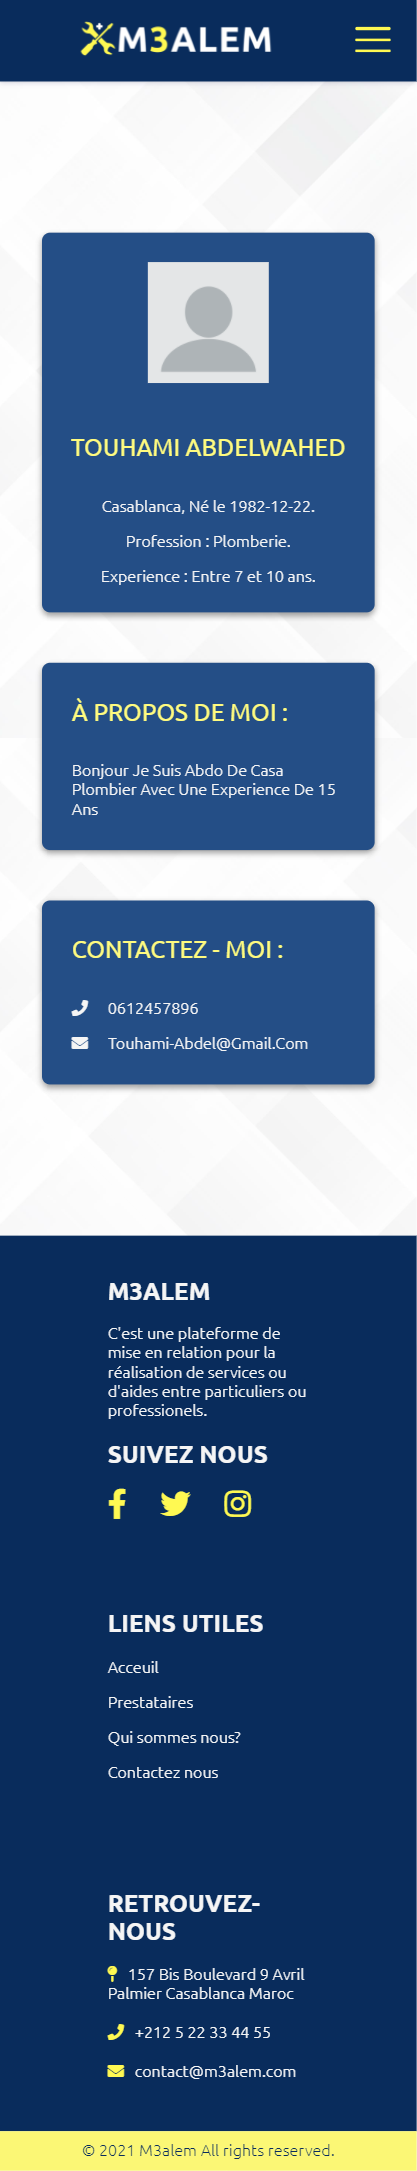 M3ALEM
TOUHAMI ABDELWAHED
Casablanca, Né le 1982-12-22.
Profession : Plomberie.
Experience : Entre 7 et 10 ans.
À PROPOS DE MOI :
Bonjour Je Suis Abdo De Casa
Plombier Avec Une Experience De 15
Ans
CONTACTEZ - MOI :
0612457896
Touhami-Abdel@Gmail.Com
M3ALEM
C'est une plateforme de
mise en relation pour la
réalisation de services ou
d'aides entre particuliers ou
professionels.
SUIVEZ NOUS
LIENS UTILES
Acceuil
Prestataires
Qui sommes nous?
Contactez nous
RETROUVEZ-
NOUS
157 Bis Boulevard 9 Avril
Palmier Casablanca Maroc
+212 5 22 33 44 55
contact@m3alem.com
© 2021 M3alem All rights reserved.